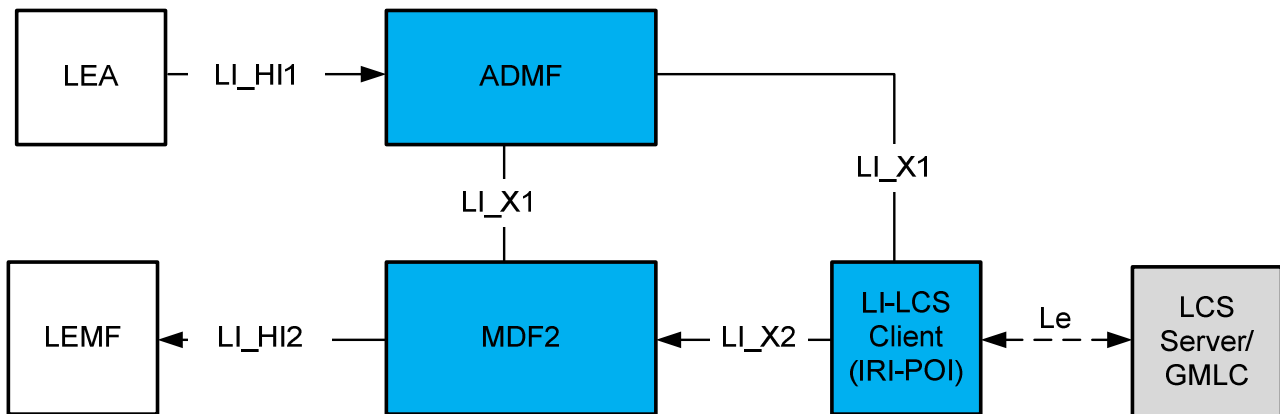 LEA
LI_HI1
ADMF
LI_X1
LI_X1
LEMF
LI_HI2
MDF2
LI_X2
LI-LCS
Client
(IRI-POI)
Le
LCS
Server/
GMLC